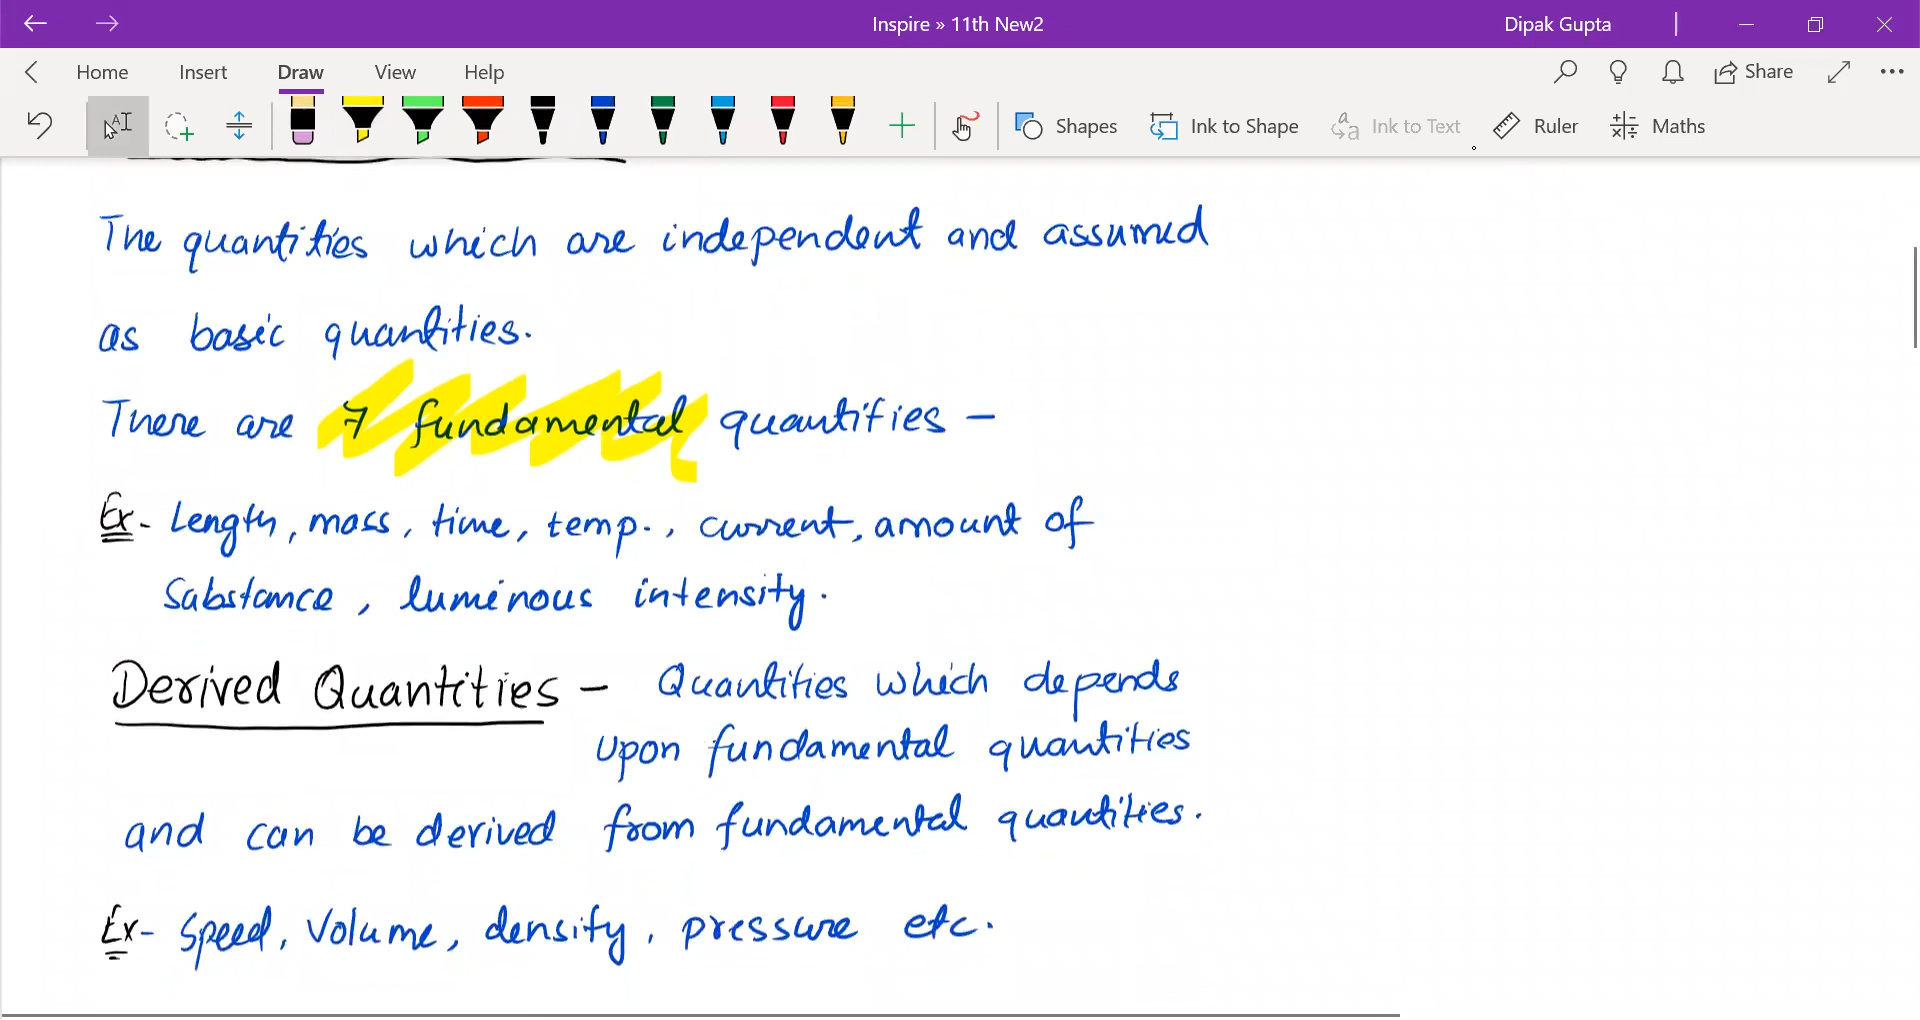 Inspire » 11th New2
Dipak Gupta
Home Insert Draw View Help
Share
Shapes Ink to Shape Ink to Text Ruler Maths
The quantities which are independent and assumed
as basic quantities.
There are 7 fundamental quantities –
Ex- Length, mass, time, temp., current, amount of
Substance, luminous intensity.
Derived Quantities – Quantities which depends
upon fundamental quantities
and can be derived from fundamental quantities.
Ex- Speed, Volume, density, pressure etc.